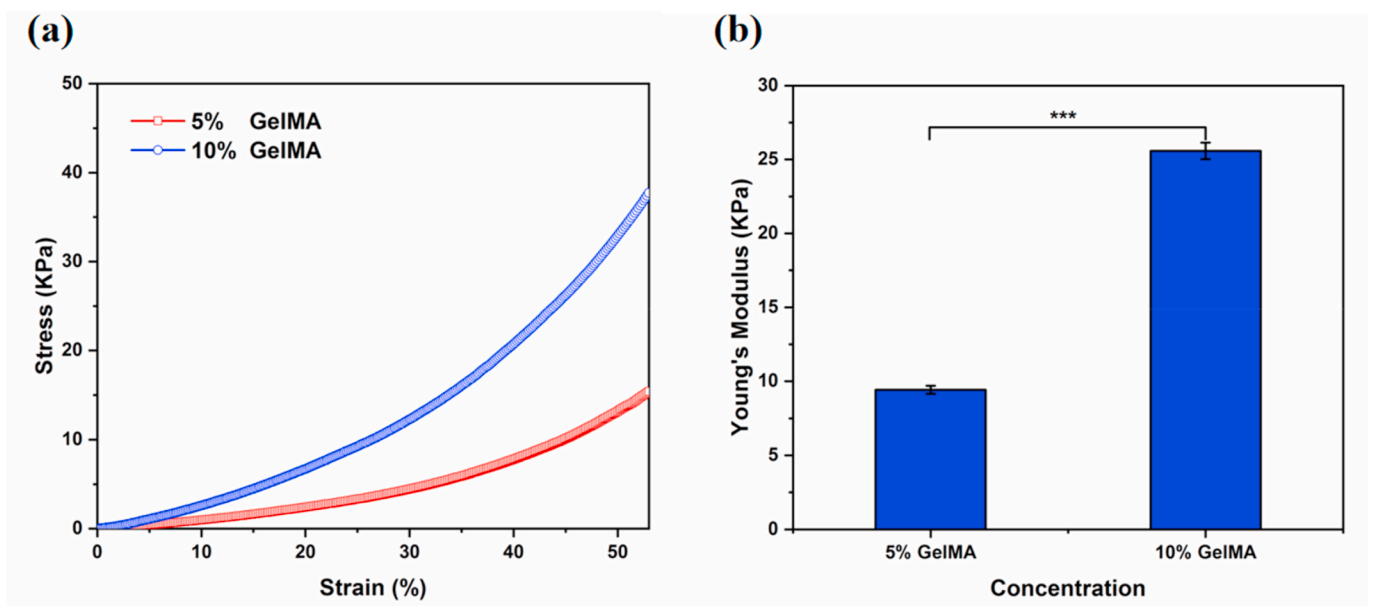 (a)
50
40
30
20
10
0
0 10 20 30 40 50
Stress (KPa)
Strain (%)
5% GelMA
10% GelMA
(b)
30
25
20
15
10
5
0
Young's Modulus (KPa)
***
5% GelMA 10% GelMA
Concentration